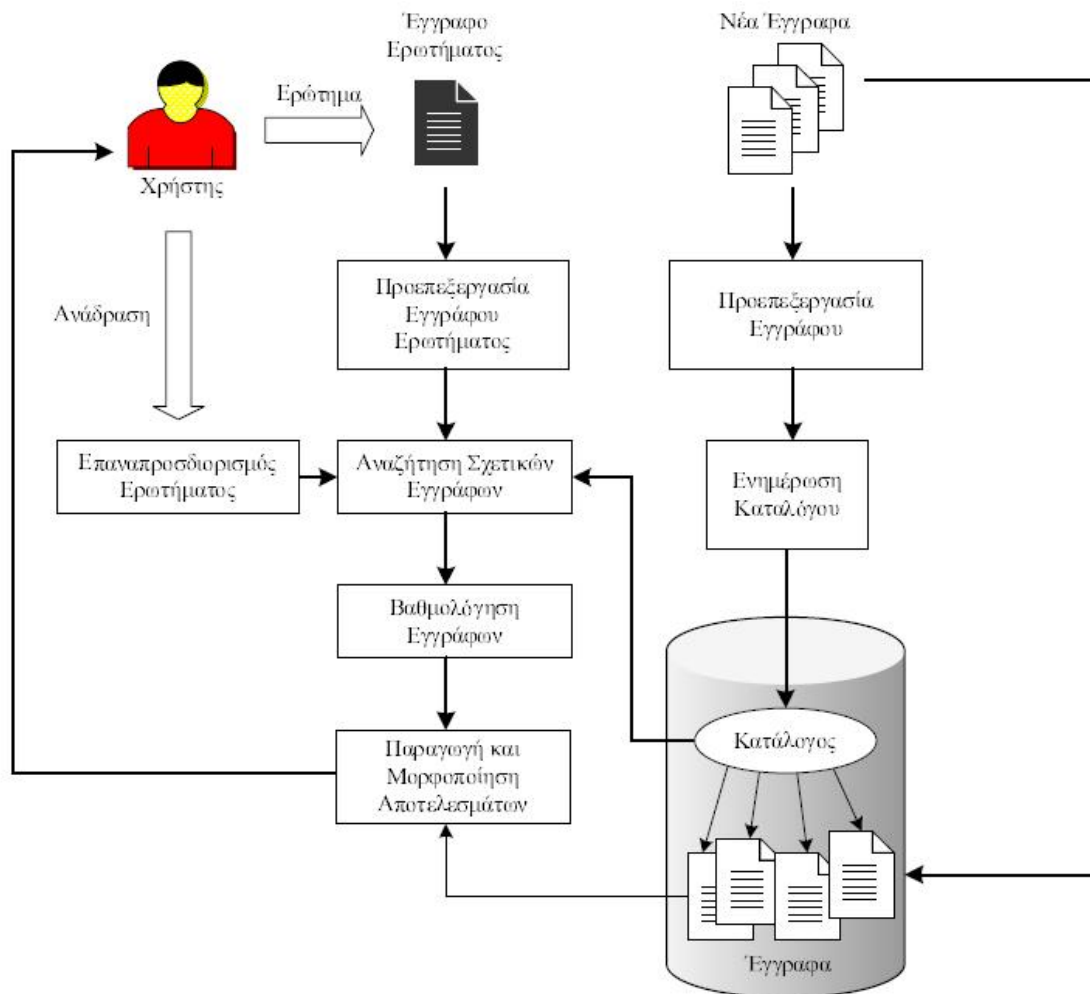 Έγγραφο
Ερωτήματος
Νέα Έγγραφα
Ερώτημα
Χρήστης
Ανάδραση
Προεπεξεργασία
Εγγράφου
Ερωτήματος
Προεπεξεργασία
Εγγράφου
Επαναπροσδιορισμός
Ερωτήματος
Αναζήτηση Σχετικών
Εγγράφων
Ενημέρωση
Καταλόγου
Βαθμολόγηση
Εγγράφων
Παραγωγή και
Μορφοποίηση
Αποτελεσμάτων
Κατάλογος
Έγγραφα